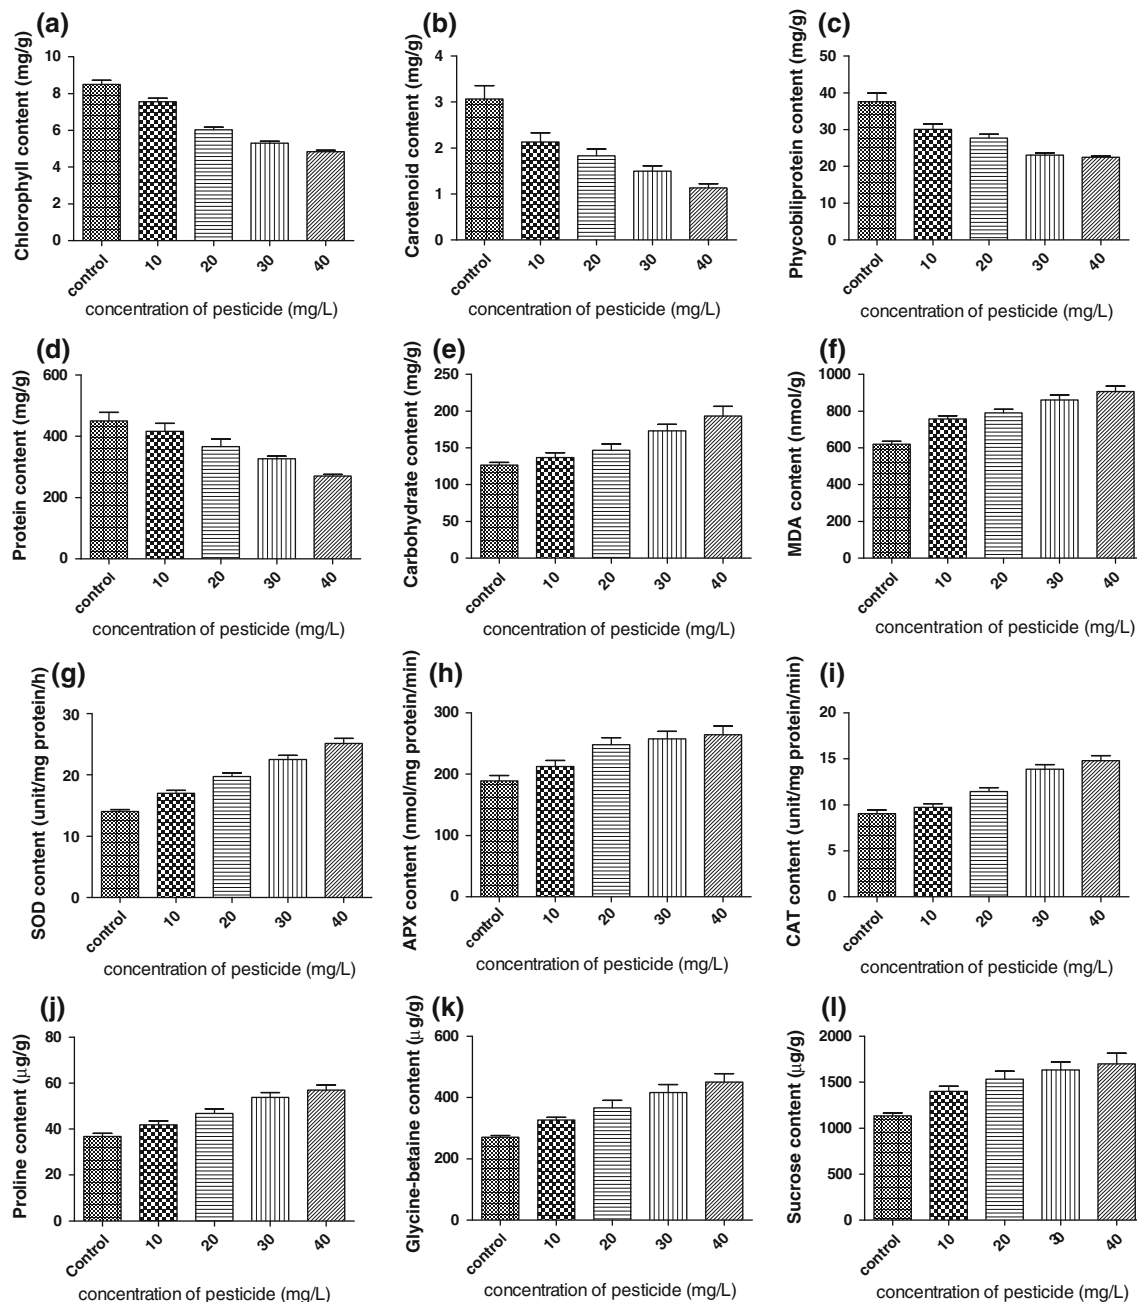 (a)
Chlorophyll content (mg/g)
10
8
6
4
2
0
control
10
20
30
40
concentration of pesticide (mg/L)
(b)
Carotenoid content (mg/g)
4
3
2
1
0
control
10
20
30
40
concentration of pesticide (mg/L)
(c)
Phycobiliprotein content (mg/g)
50
40
30
20
10
0
control
10
20
30
40
concentration of pesticide (mg/L)
(d)
Protein content (mg/g)
600
400
200
0
control
10
20
30
40
concentration of pesticide (mg/L)
(e)
Carbohydrate content (mg/g)
250
200
150
100
50
0
control
10
20
30
40
concentration of pesticide (mg/L)
(f)
MDA content (nmol/g)
1000
800
600
400
200
0
control
10
20
30
40
concentration of pesticide (mg/L)
(g)
SOD content (unit/mg protein/h)
30
20
10
0
control
10
20
30
40
concentration of pesticide (mg/L)
(h)
APX content (nmol/mg protein/min)
300
200
100
0
control
10
20
30
40
concentration of pesticide (mg/L)
(i)
CAT content (unit/mg protein/min)
20
15
10
5
0
control
10
20
30
40
concentration of pesticide (mg/L)
(j)
Proline content (µg/g)
80
60
40
20
0
Control
10
20
30
40
concentration of pesticide (mg/L)
(k)
Glycine-betaine content (µg/g)
600
400
200
0
control
10
20
30
40
concentration of pesticide (mg/L)
(l)
Sucrose content (µg/g)
2000
1500
1000
500
0
control
10
20
30
40
concentration of pesticide (mg/L)